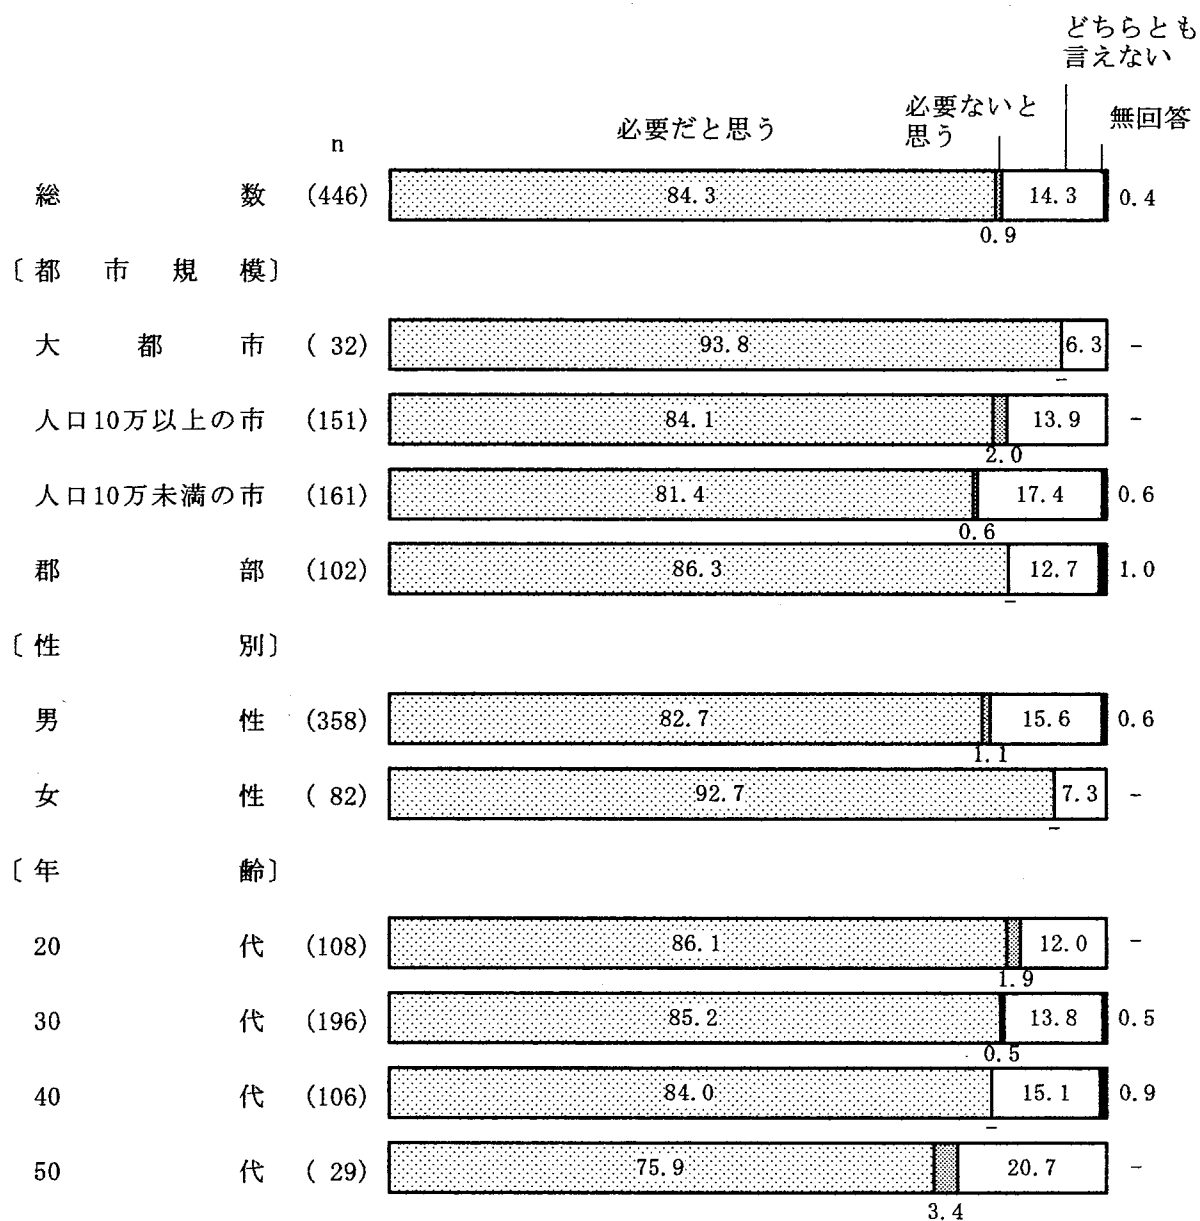 どちらとも
言えない
必要ないと
思う
必要だと思う
無回答
n
総数 (446) 84.3 14.3 0.4
0.9
〔都市規模〕
大都市 ( 32) 93.8 6.3 -
-
人口10万以上の市 (151) 84.1 13.9 -
2.0
人口10万未満の市 (161) 81.4 17.4 0.6
0.6
郡部 (102) 86.3 12.7 1.0
-
〔性別〕
男性 (358) 82.7 15.6 0.6
1.1
女性 ( 82) 92.7 7.3 -
-
〔年齢〕
20代 (108) 86.1 12.0 -
1.9
30代 (196) 85.2 13.8 0.5
0.5
40代 (106) 84.0 15.1 0.9
-
50代 ( 29) 75.9 20.7 -
3.4